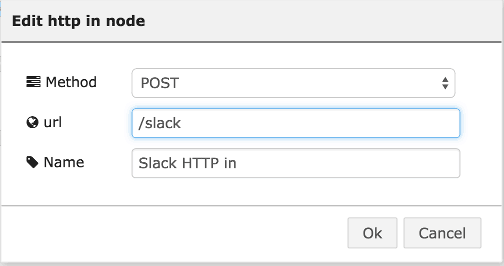 Edit http in node
Method POST
url /slack
Name Slack HTTP in
Ok Cancel